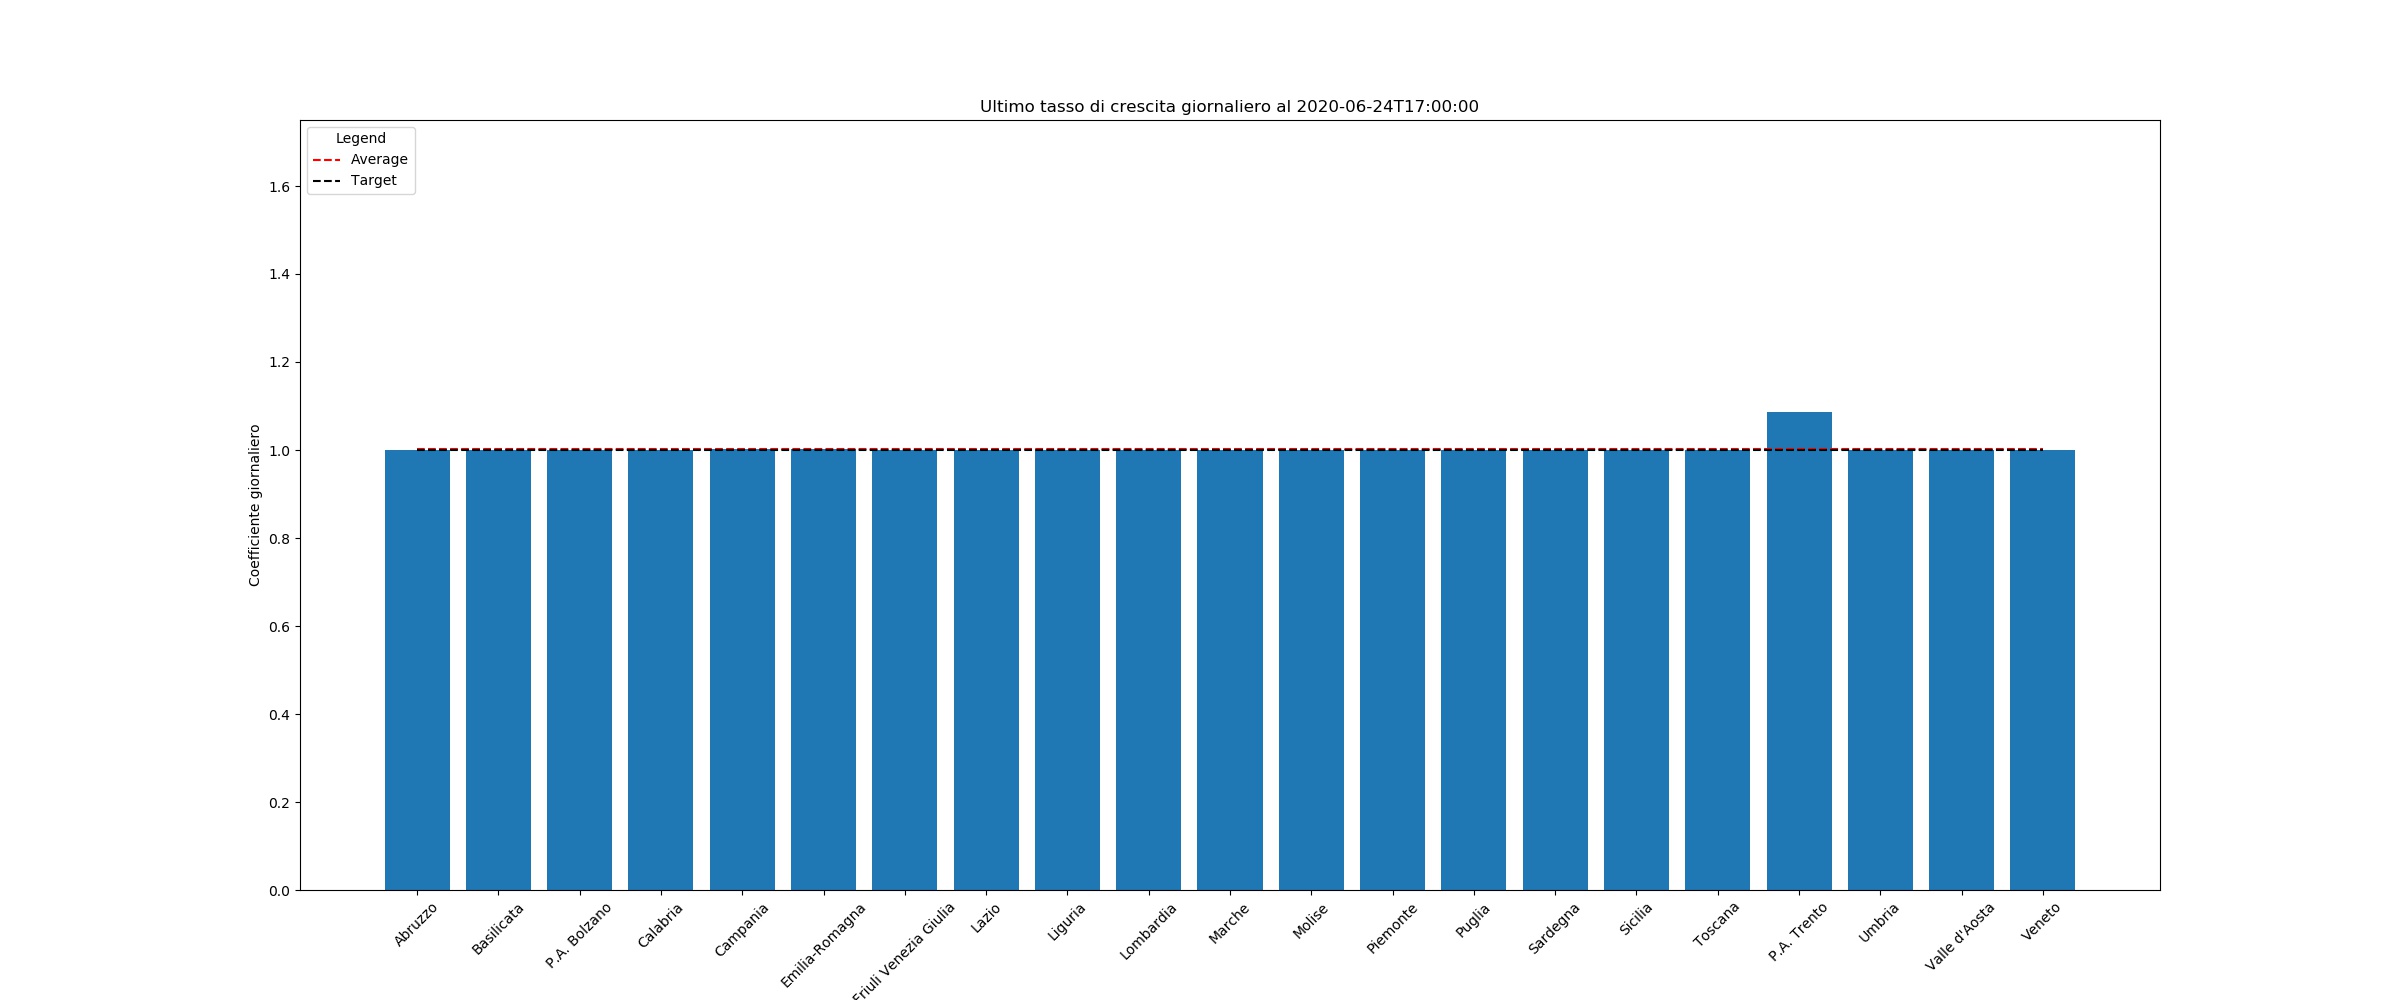 Ultimo tasso di crescita giornaliero al 2020-06-24T17:00:00
Legend
Average
Target
1.6
1.4
1.2
1.0
0.8
0.6
0.4
0.2
0.0
Coefficiente giornaliero
Abruzzo
Basilicata
P.A. Bolzano
Calabria
Campania
Emilia-Romagna
Friuli Venezia Giulia
Lazio
Liguria
Lombardia
Marche
Molise
Piemonte
Puglia
Sardegna
Sicilia
Toscana
P.A. Trento
Umbria
Valle d'Aosta
Veneto